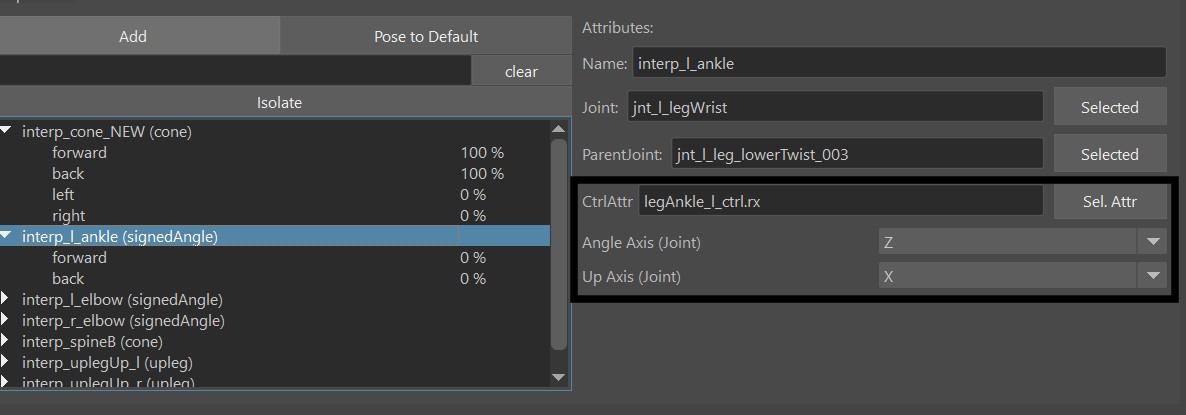 Add
Pose to Default
clear
Isolate
interp_cone_NEW (cone)
forward 100 %
back 100 %
left 0 %
right 0 %
interp_l_ankle (signedAngle)
forward 0 %
back 0 %
interp_l_elbow (signedAngle)
interp_r_elbow (signedAngle)
interp_spineB (cone)
interp_uplegUp_l (upleg)
interp_uplegUp_r (upleg)
Attributes:
Name: interp_l_ankle
Joint: jnt_l_legWrist Selected
ParentJoint: jnt_l_leg_lowerTwist_003 Selected
CtrlAttr legAnkle_l_ctrl.rx Sel. Attr
Angle Axis (Joint) Z
Up Axis (Joint) X